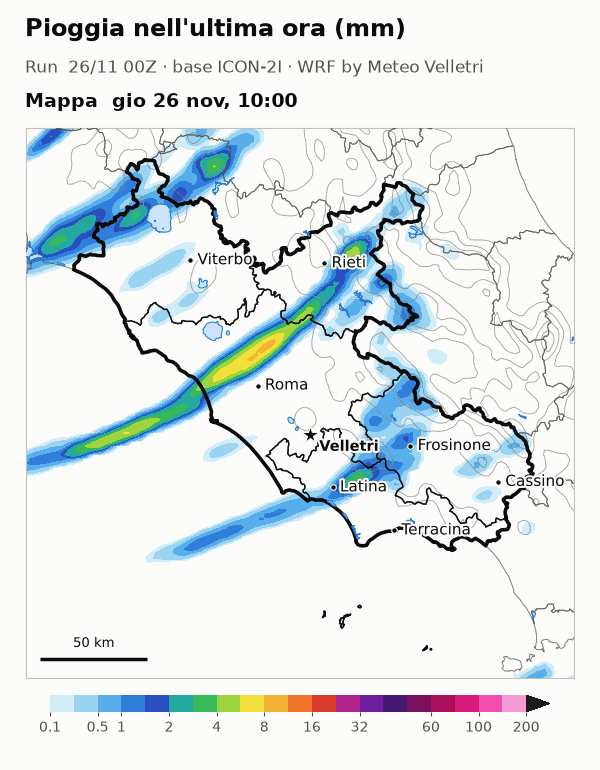 Pioggia nell'ultima ora (mm)
Run 26/11 00Z · base ICON-2I · WRF by Meteo Velletri
Mappa gio 26 nov, 10:00
Viterbo
Rieti
Roma
Velletri
Frosinone
Latina
Cassino
Terracina
50 km
0.1 0.5 1 2 4 8 16 32 60 100 200